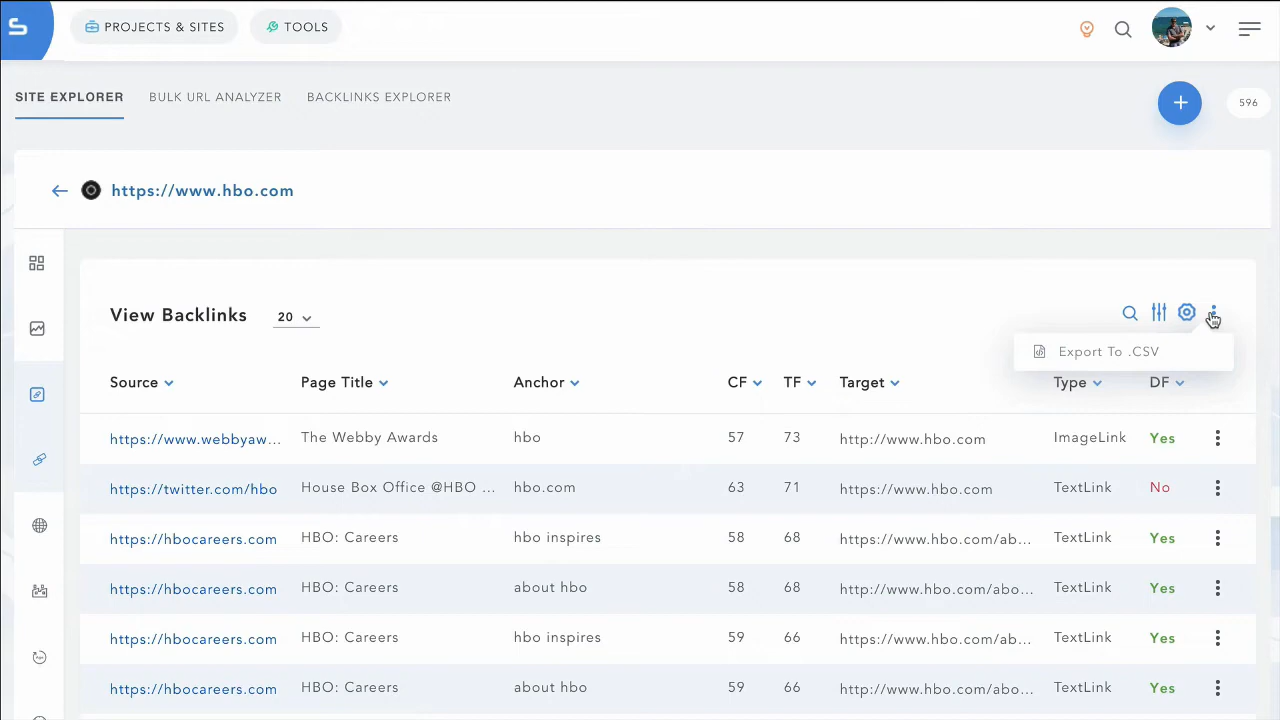 PROJECTS & SITES TOOLS
SITE EXPLORER BULK URL ANALYZER BACKLINKS EXPLORER 596
https://www.hbo.com
View Backlinks 20
Export To .CSV
Source Page Title Anchor CF TF Target Type DF
https://www.webbyaw... The Webby Awards hbo 57 73 http://www.hbo.com ImageLink Yes
https://twitter.com/hbo House Box Office @HBO ... hbo.com 63 71 https://www.hbo.com TextLink No
https://hbocareers.com HBO: Careers hbo inspires 58 68 https://www.hbo.com/abo... TextLink Yes
https://hbocareers.com HBO: Careers about hbo 58 68 http://www.hbo.com/abo... TextLink Yes
https://hbocareers.com HBO: Careers hbo inspires 59 66 https://www.hbo.com/ab... TextLink Yes
https://hbocareers.com HBO: Careers about hbo 59 66 http://www.hbo.com/abo... TextLink Yes